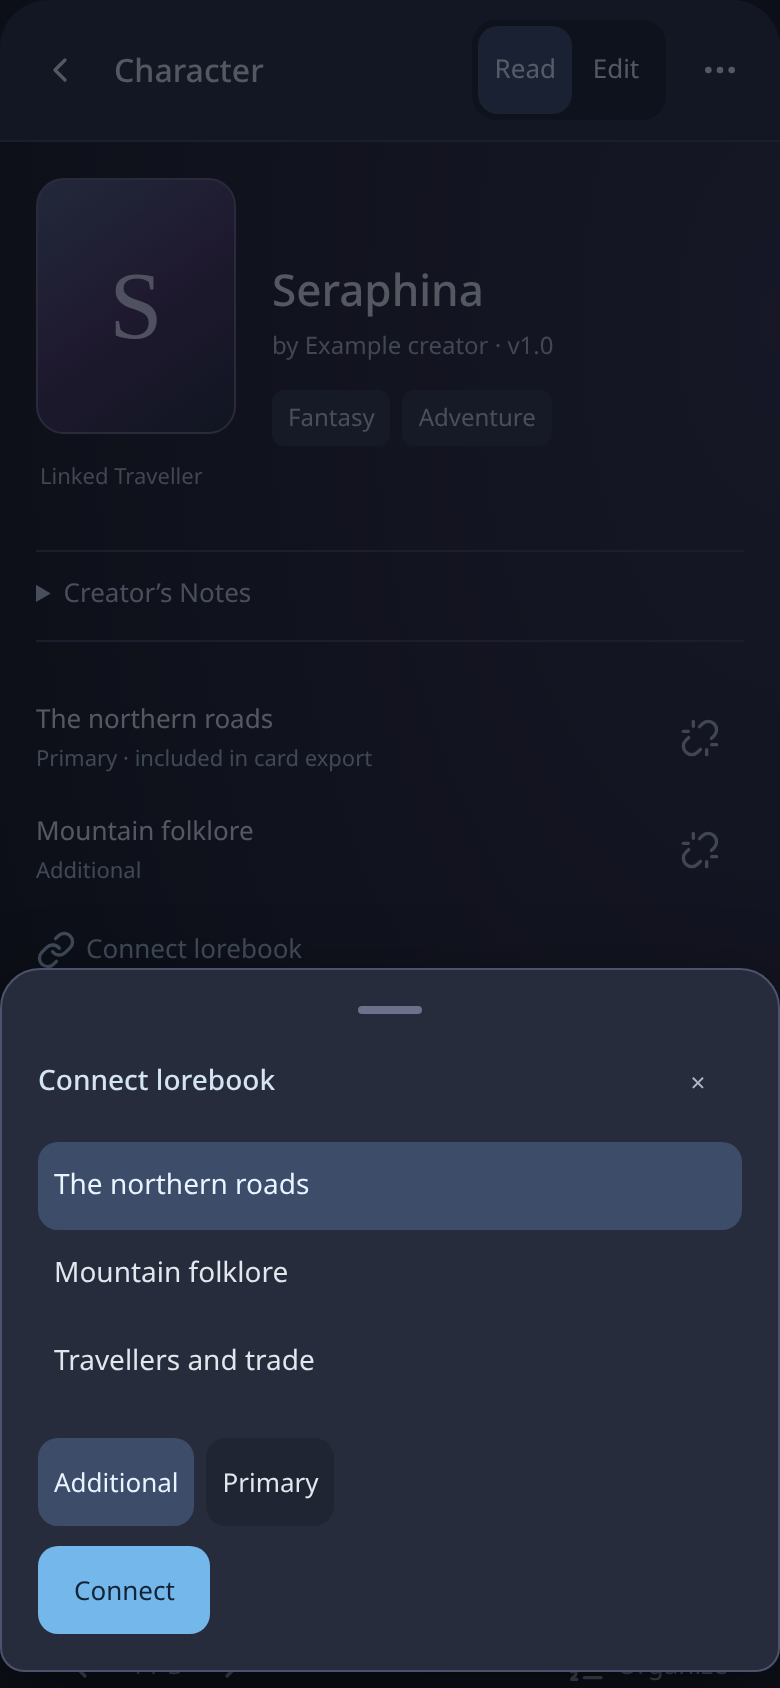 Character
Read
Edit
S
Seraphina
by Example creator · v1.0
Fantasy
Adventure
Linked Traveller
Creator’s Notes
The northern roads
Primary · included in card export
Mountain folklore
Additional
Connect lorebook
Connect lorebook
×
The northern roads
Mountain folklore
Travellers and trade
Additional
Primary
Connect
Organize